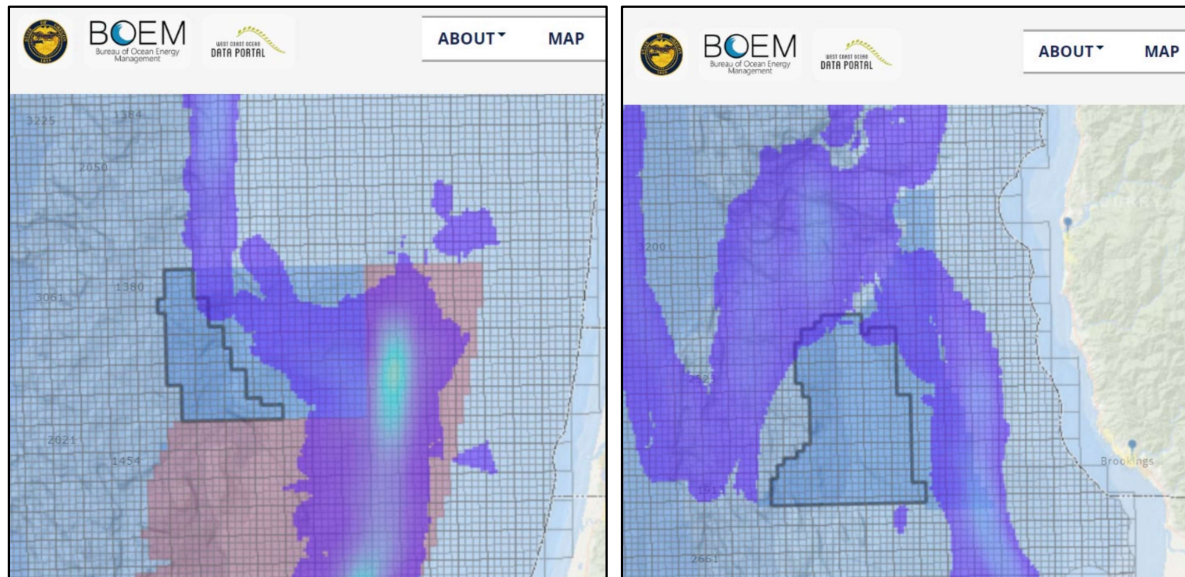 BOEM
Bureau of Ocean Energy
Management
WEST COAST OCEAN
DATA PORTAL
ABOUT
MAP
3225
1384
2050
1380
3061
2021
1454
BOEM
Bureau of Ocean Energy
Management
WEST COAST OCEAN
DATA PORTAL
ABOUT
MAP
3200
Brookings
2661